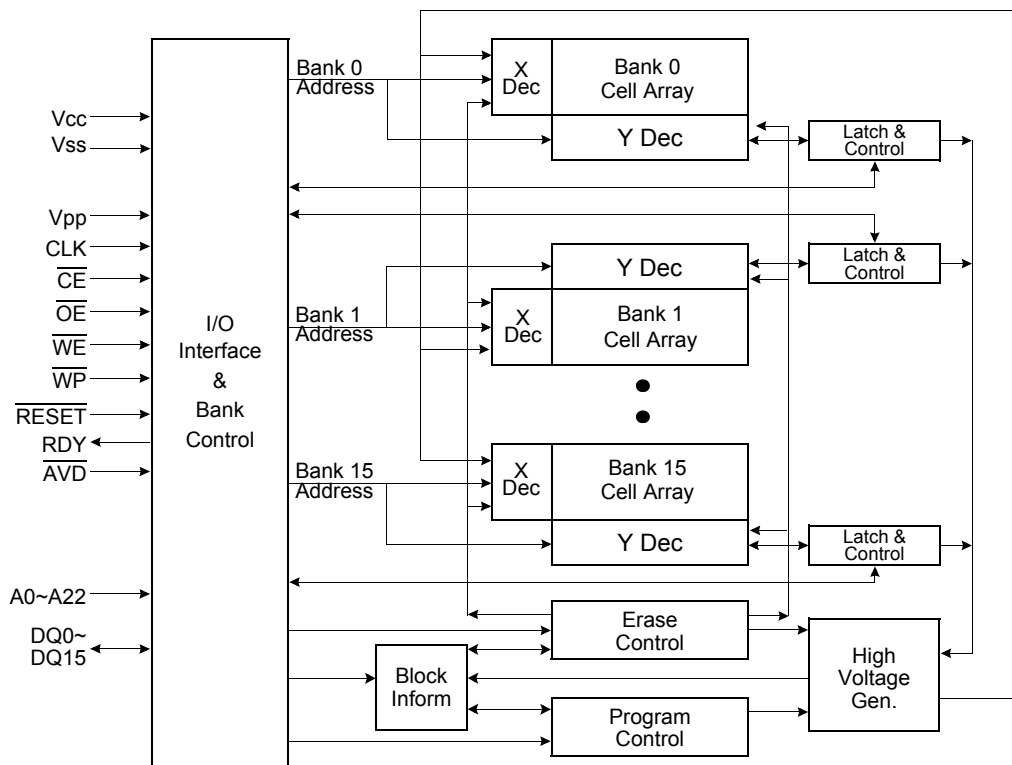 Vcc
Vss
Vpp
CLK
CE
OE
WE
WP
RESET
RDY
AVD
A0~A22
DQ0~
DQ15
I/O
Interface
&
Bank
Control
Bank 0
Address
X
Dec
Bank 0
Cell Array
Y Dec
Latch &
Control
Y Dec
Latch &
Control
Bank 1
Address
X
Dec
Bank 1
Cell Array
Bank 15
Address
X
Dec
Bank 15
Cell Array
Y Dec
Latch &
Control
Erase
Control
Block
Inform
High
Voltage
Gen.
Program
Control